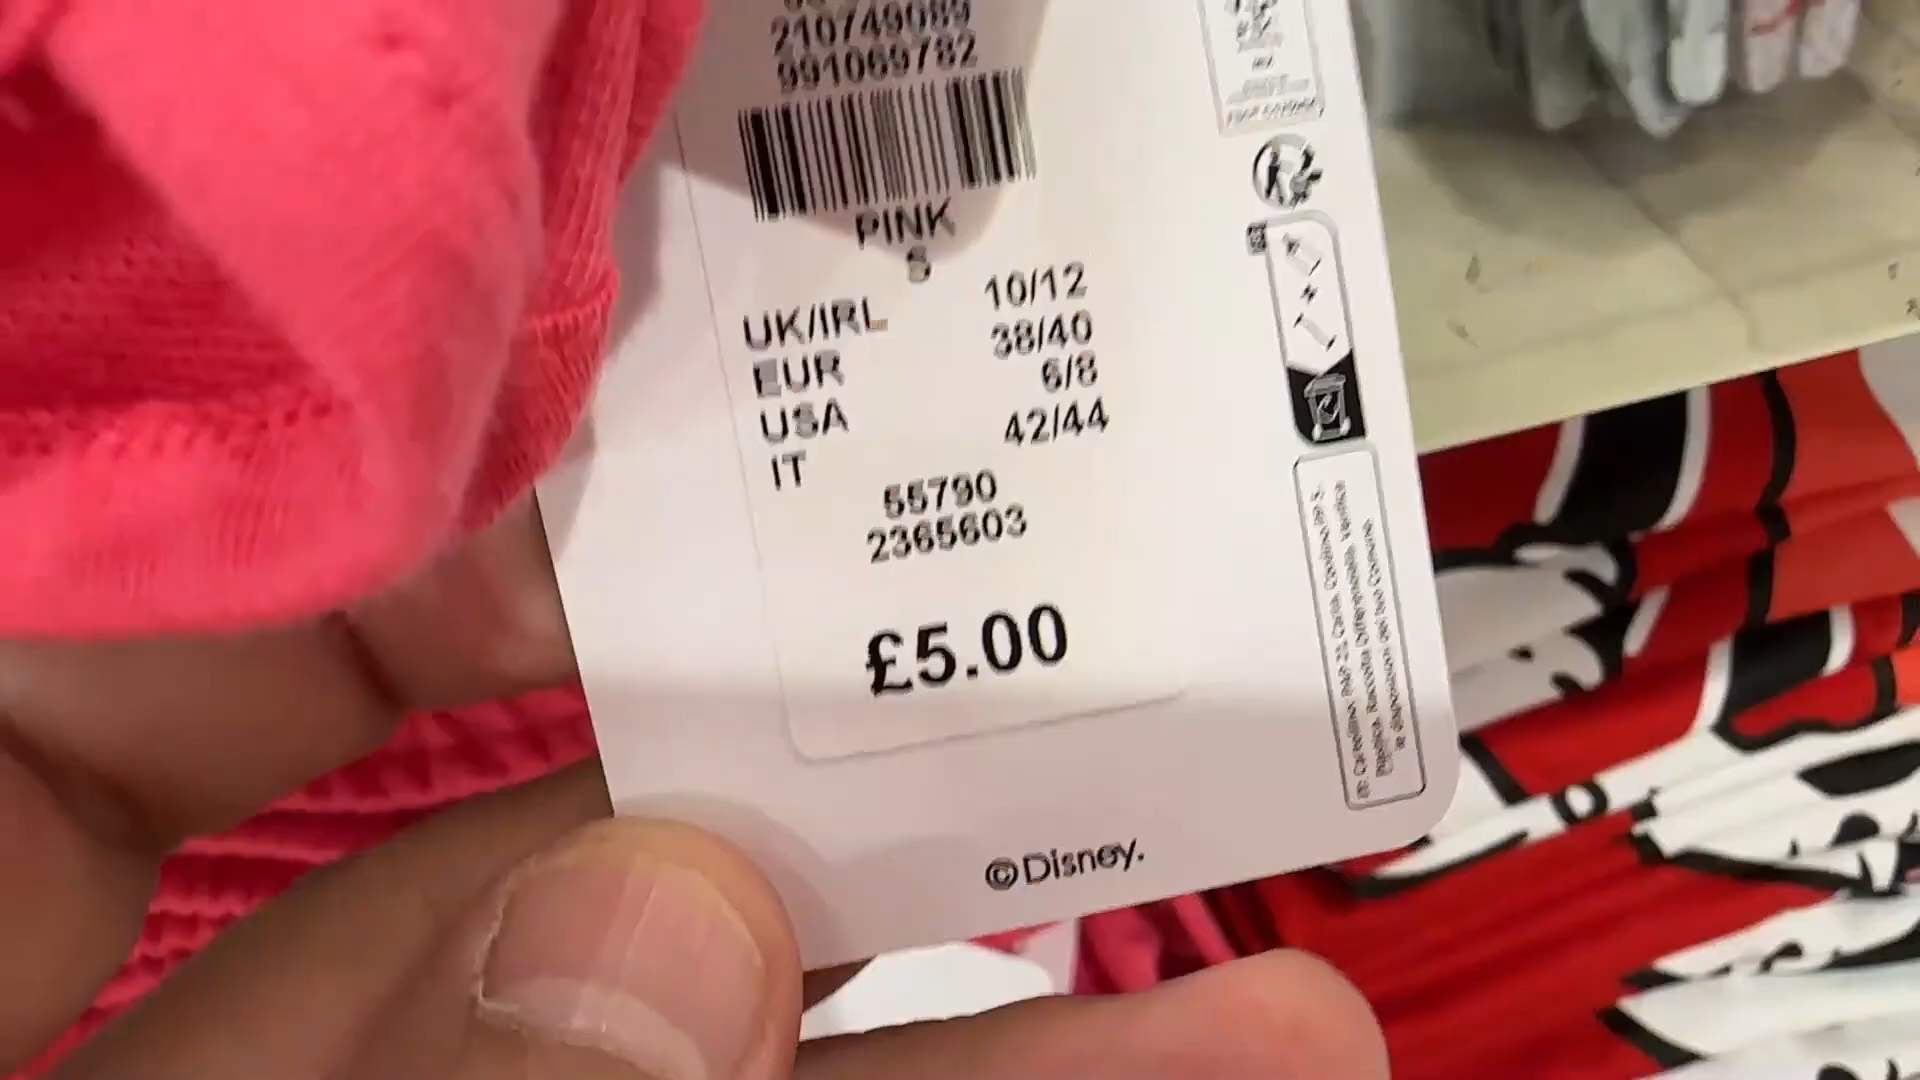 210749089
991069782
PINK
S
UK/IRL 10/12
EUR 38/40
USA 6/8
IT 42/44
55790
2365603
£5.00
©Disney.